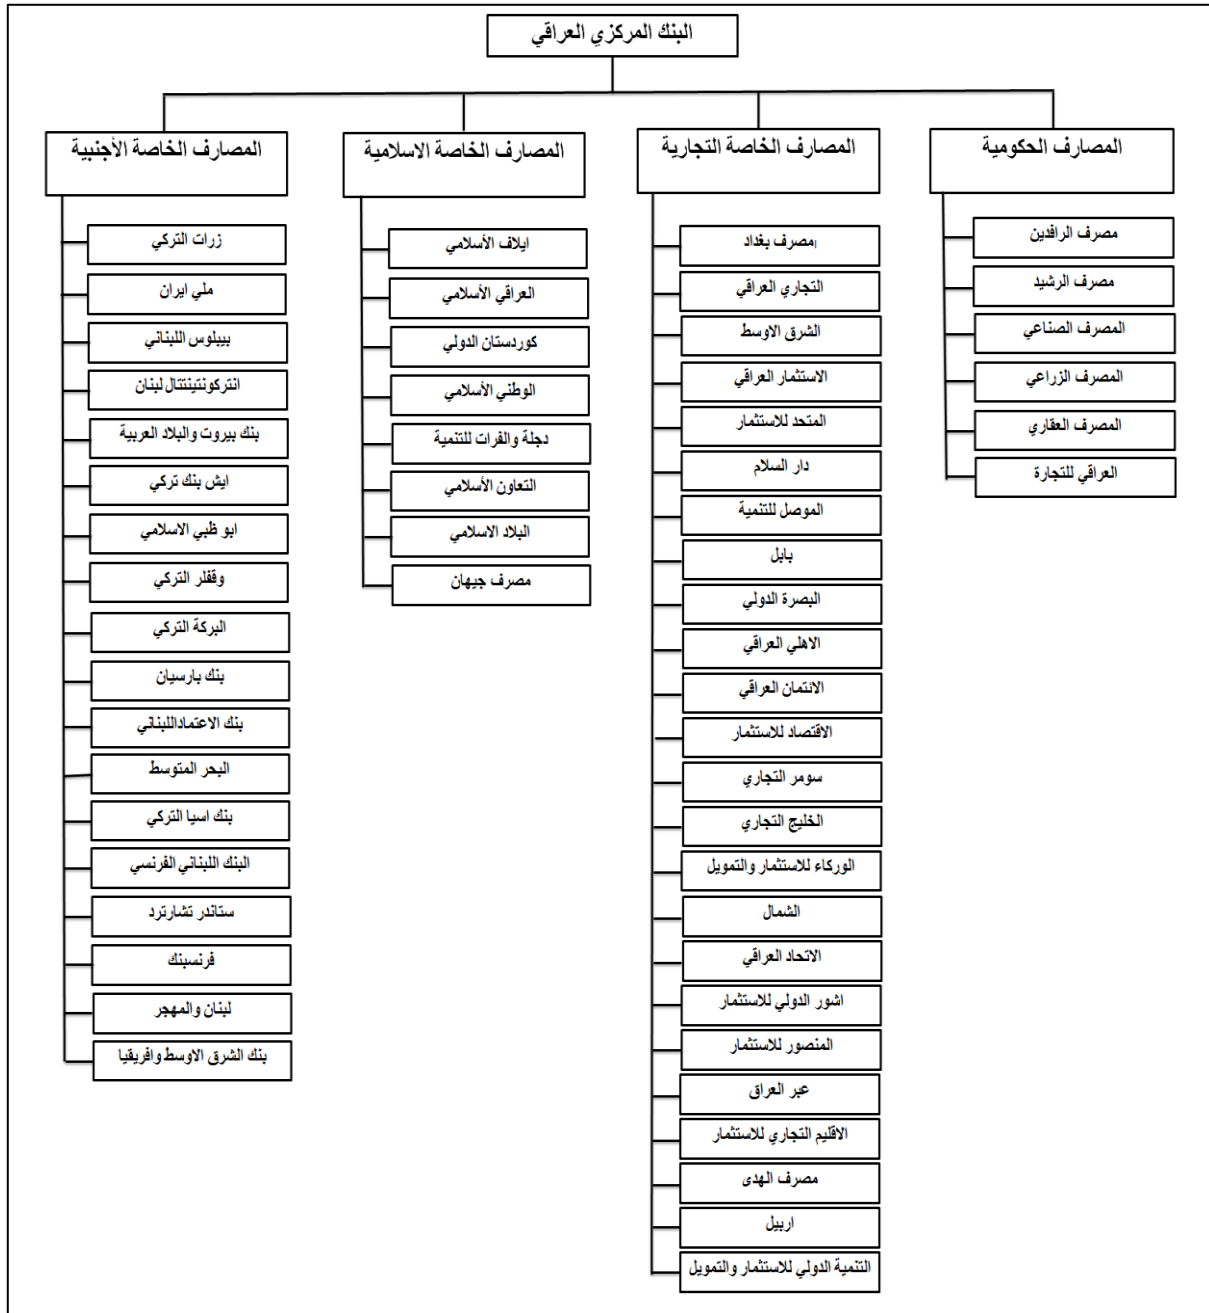 البنك المركزي العراقي
المصارف الحكومية
مصرف الرافدين
مصرف الرشيد
المصرف الصناعي
المصرف الزراعي
المصرف العقاري
العراقي للتجارة
المصارف الخاصة التجارية
مصرف بغداد
التجاري العراقي
الشرق الاوسط
الاستثمار العراقي
المتحد للاستثمار
دار السلام
الموصل للتنمية
بابل
البصرة الدولي
الاهلي العراقي
الائتمان العراقي
الاقتصاد للاستثمار
سومر التجاري
الخليج التجاري
الوركاء للاستثمار والتمويل
الشمال
الاتحاد العراقي
اشور الدولي للاستثمار
المنصور للاستثمار
عبر العراق
الاقليم التجاري للاستثمار
مصرف الهدى
اربيل
التنمية الدولي للاستثمار والتمويل
المصارف الخاصة الاسلامية
ايلاف الأسلامي
العراقي الأسلامي
كوردستان الدولي
الوطني الأسلامي
دجلة والفرات للتنمية
التعاون الأسلامي
البلاد الاسلامي
مصرف جيهان
المصارف الخاصة الأجنبية
زرات التركي
ملي ايران
بيبلوس اللبناني
انتركونتيننتال لبنان
بنك بيروت والبلاد العربية
ايش بنك تركي
ابو ظبي الاسلامي
وقفلر التركي
البركة التركي
بنك بارسيان
بنك الاعتماداللبناني
البحر المتوسط
بنك اسيا التركي
البنك اللبناني الفرنسي
ستاندر تشارترد
فرنسبنك
لبنان والمهجر
بنك الشرق الاوسط وافريقيا